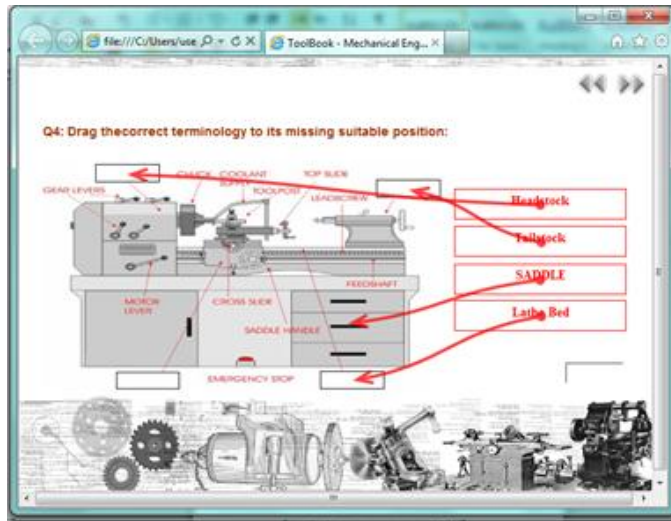 file:///C:/Users/use
ToolBook - Mechanical Eng...
Q4: Drag thecorrect terminology to its missing suitable position:
CHUCK
COOLANT SUPPLY
TOP SLIDE
GEAR LEVERS
TOOLPOST
LEADSCREW
Headstock
Tailstock
SADDLE
Lathe Bed
FEEDSHAFT
MOTOR LEVER
CROSS SLIDE
SADDLE HANDLE
EMERGENCY STOP